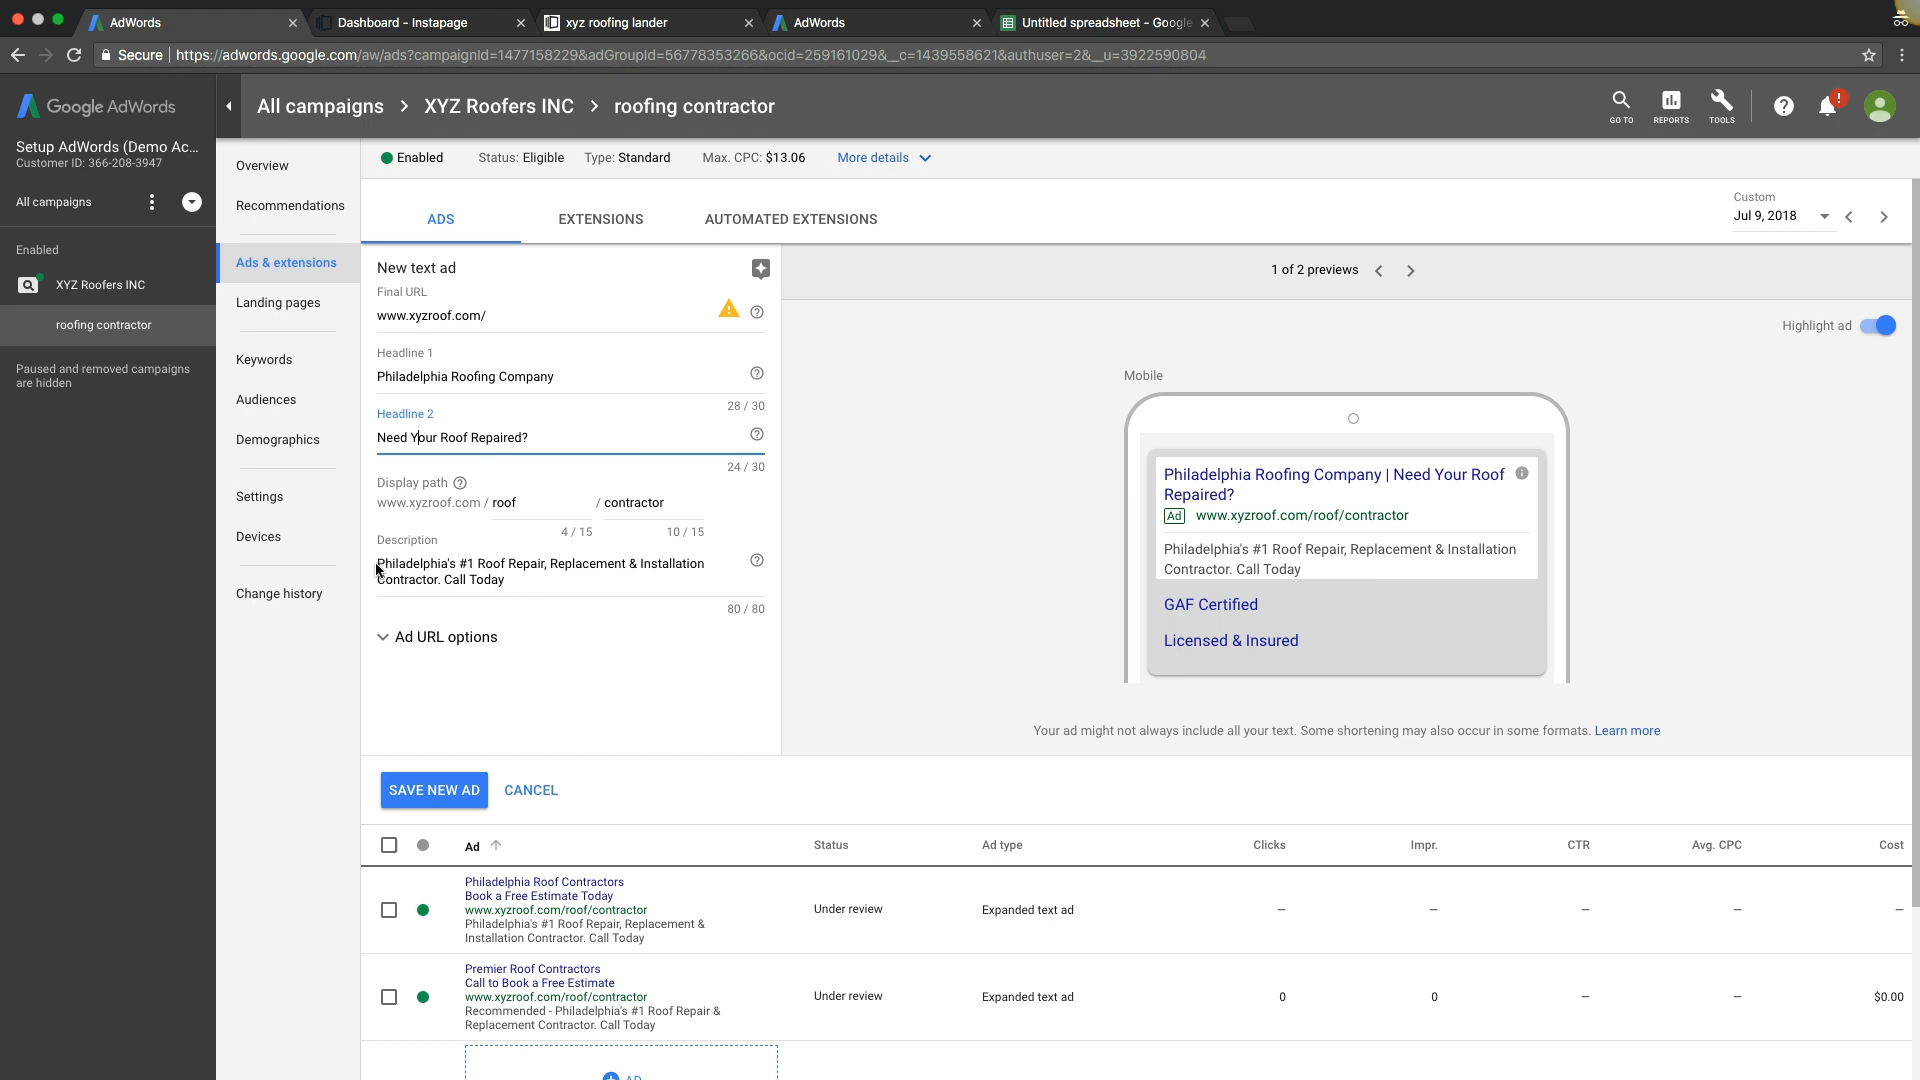 AdWords
Dashboard - Instapage
xyz roofing lander
AdWords
Untitled spreadsheet - Google
Secure
https://adwords.google.com/aw/ads?campaignId=1477158229&adGroupId=56778353266&ocid=259161029&__c=1439558621&authuser=2&__u=3922590804
Google AdWords
All campaigns > XYZ Roofers INC > roofing contractor
GO TO
REPORTS
TOOLS
!
Setup AdWords (Demo Ac...
Customer ID: 366-208-3947
All campaigns
Enabled
XYZ Roofers INC
roofing contractor
Paused and removed campaigns
are hidden
Overview
Recommendations
Ads & extensions
Landing pages
Keywords
Audiences
Demographics
Settings
Devices
Change history
Enabled
Status: Eligible
Type: Standard
Max. CPC: $13.06
More details
ADS
EXTENSIONS
AUTOMATED EXTENSIONS
Custom
Jul 9, 2018
New text ad
Final URL
www.xyzroof.com/
Headline 1
Philadelphia Roofing Company
28 / 30
Headline 2
Need Your Roof Repaired?
24 / 30
Display path
www.xyzroof.com / roof / contractor
4 / 15
10 / 15
Description
Philadelphia's #1 Roof Repair, Replacement & Installation
Contractor. Call Today
80 / 80
Ad URL options
1 of 2 previews
Highlight ad
Mobile
Philadelphia Roofing Company | Need Your Roof
Repaired?
Ad www.xyzroof.com/roof/contractor
Philadelphia's #1 Roof Repair, Replacement & Installation
Contractor. Call Today
GAF Certified
Licensed & Insured
Your ad might not always include all your text. Some shortening may also occur in some formats. Learn more
SAVE NEW AD
CANCEL
Ad
Status
Ad type
Clicks
Impr.
CTR
Avg. CPC
Cost
Philadelphia Roof Contractors
Book a Free Estimate Today
www.xyzroof.com/roof/contractor
Philadelphia's #1 Roof Repair, Replacement &
Installation Contractor. Call Today
Under review
Expanded text ad
–
–
–
–
–
Premier Roof Contractors
Call to Book a Free Estimate
www.xyzroof.com/roof/contractor
Recommended - Philadelphia's #1 Roof Repair &
Replacement Contractor. Call Today
Under review
Expanded text ad
0
0
–
–
$0.00
AD